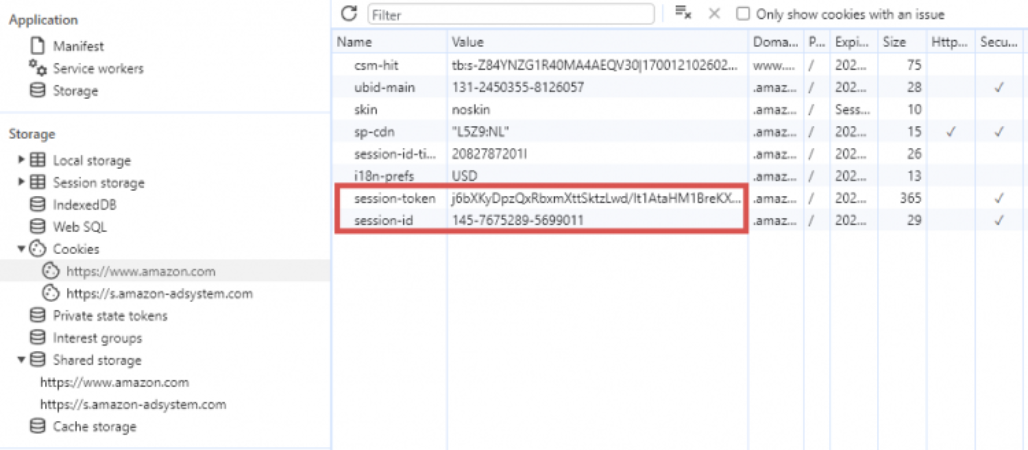 Application
Manifest
Service workers
Storage
Storage
Local storage
Session storage
IndexedDB
Web SQL
Cookies
https://www.amazon.com
https://s.amazon-adsystem.com
Private state tokens
Interest groups
Shared storage
https://www.amazon.com
https://s.amazon-adsystem.com
Cache storage
Filter Only show cookies with an issue
Name Value Doma... P... Expi... Size Http... Secu...
csm-hit tb:s-Z84YNZG1R40MA4AEQV30|170012102602... www.... / 202... 75
ubid-main 131-2450355-8126057 .amaz... / 202... 28 ✓
skin noskin .amaz... / Sess... 10
sp-cdn "L5Z9:NL" .amaz... / 202... 15 ✓ ✓
session-id-ti... 2082787201l .amaz... / 202... 26
i18n-prefs USD .amaz... / 202... 13
session-token j6bXKyDpzQxRbxmXttSktzLwd/It1AtaHM1BreKX... .amaz... / 202... 365 ✓
session-id 145-7675289-5699011 .amaz... / 202... 29 ✓